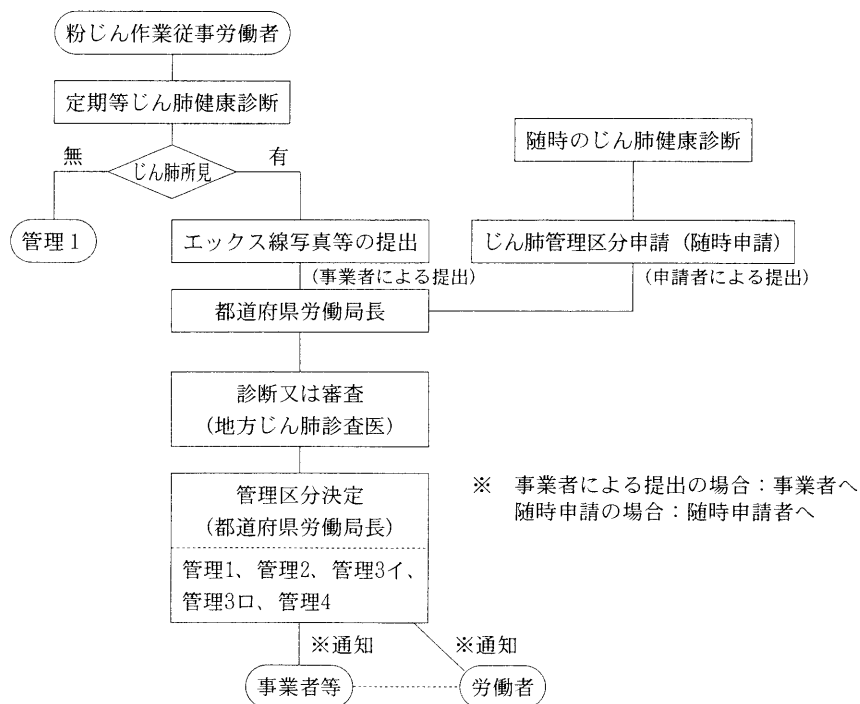 粉じん作業従事労働者
定期等じん肺健康診断
無
じん肺所見
有
随時のじん肺健康診断
管理1
エックス線写真等の提出
じん肺管理区分申請（随時申請）
（事業者による提出）
（申請者による提出）
都道府県労働局長
診断又は審査
（地方じん肺診査医）
管理区分決定
（都道府県労働局長）
※　事業者による提出の場合：事業者へ
随時申請の場合：随時申請者へ
管理1、管理2、管理3イ、
管理3ロ、管理4
※通知
※通知
事業者等
労働者